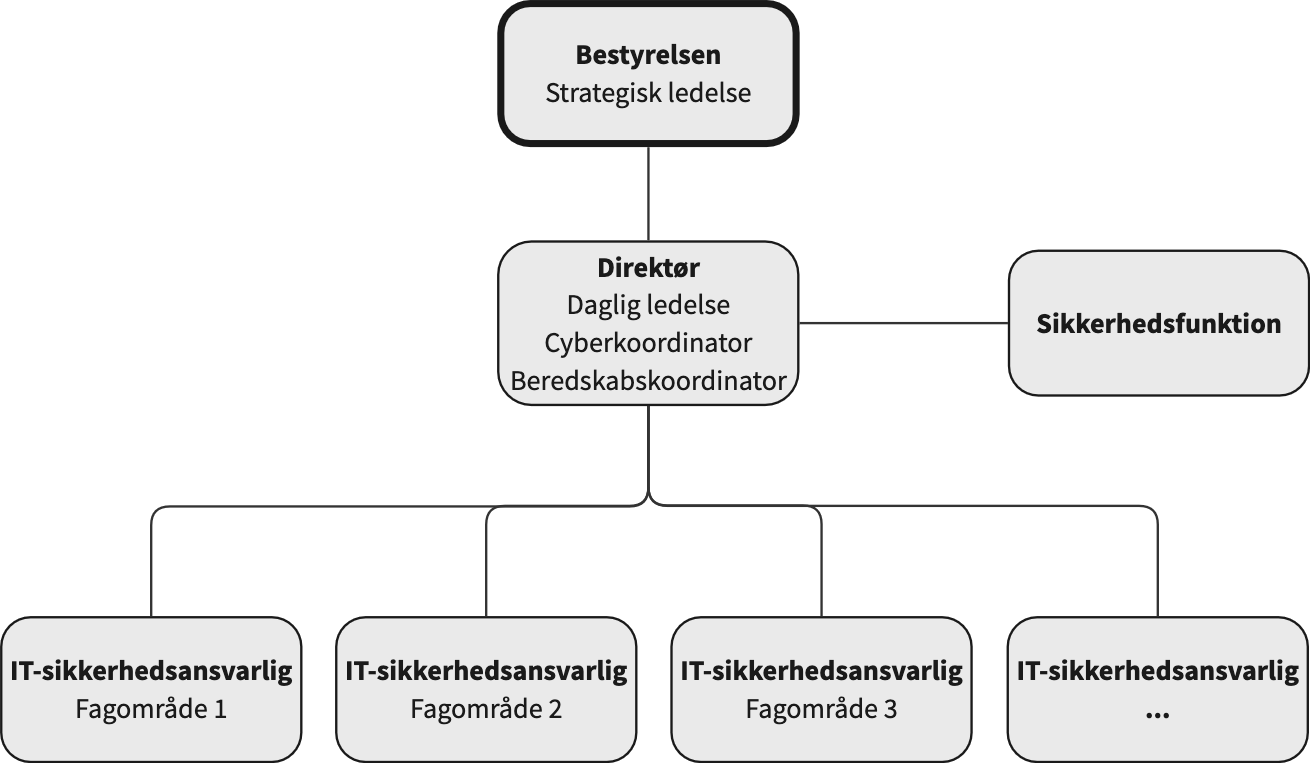 Bestyrelsen
Strategisk ledelse
Direktør
Daglig ledelse
Cyberkoordinator
Beredskabskoordinator
Sikkerhedsfunktion
IT-sikkerhedsansvarlig
Fagområde 1
IT-sikkerhedsansvarlig
Fagområde 2
IT-sikkerhedsansvarlig
Fagområde 3
IT-sikkerhedsansvarlig
...